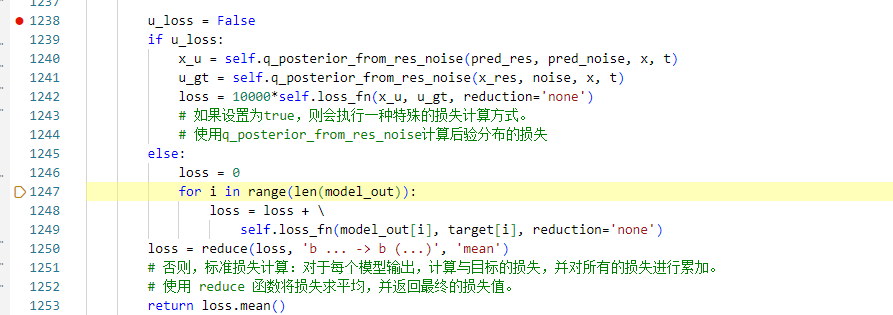 1237
1238 u_loss = False
1239 if u_loss:
1240 x_u = self.q_posterior_from_res_noise(pred_res, pred_noise, x, t)
1241 u_gt = self.q_posterior_from_res_noise(x_res, noise, x, t)
1242 loss = 10000*self.loss_fn(x_u, u_gt, reduction='none')
1243 # 如果设置为true，则会执行一种特殊的损失计算方式。
1244 # 使用q_posterior_from_res_noise计算后验分布的损失
1245 else:
1246 loss = 0
1247 for i in range(len(model_out)):
1248 loss = loss + \
1249 self.loss_fn(model_out[i], target[i], reduction='none')
1250 loss = reduce(loss, 'b ... -> b (...)', 'mean')
1251 # 否则，标准损失计算：对于每个模型输出，计算与目标的损失，并对所有的损失进行累加。
1252 # 使用 reduce 函数将损失求平均，并返回最终的损失值。
1253 return loss.mean()